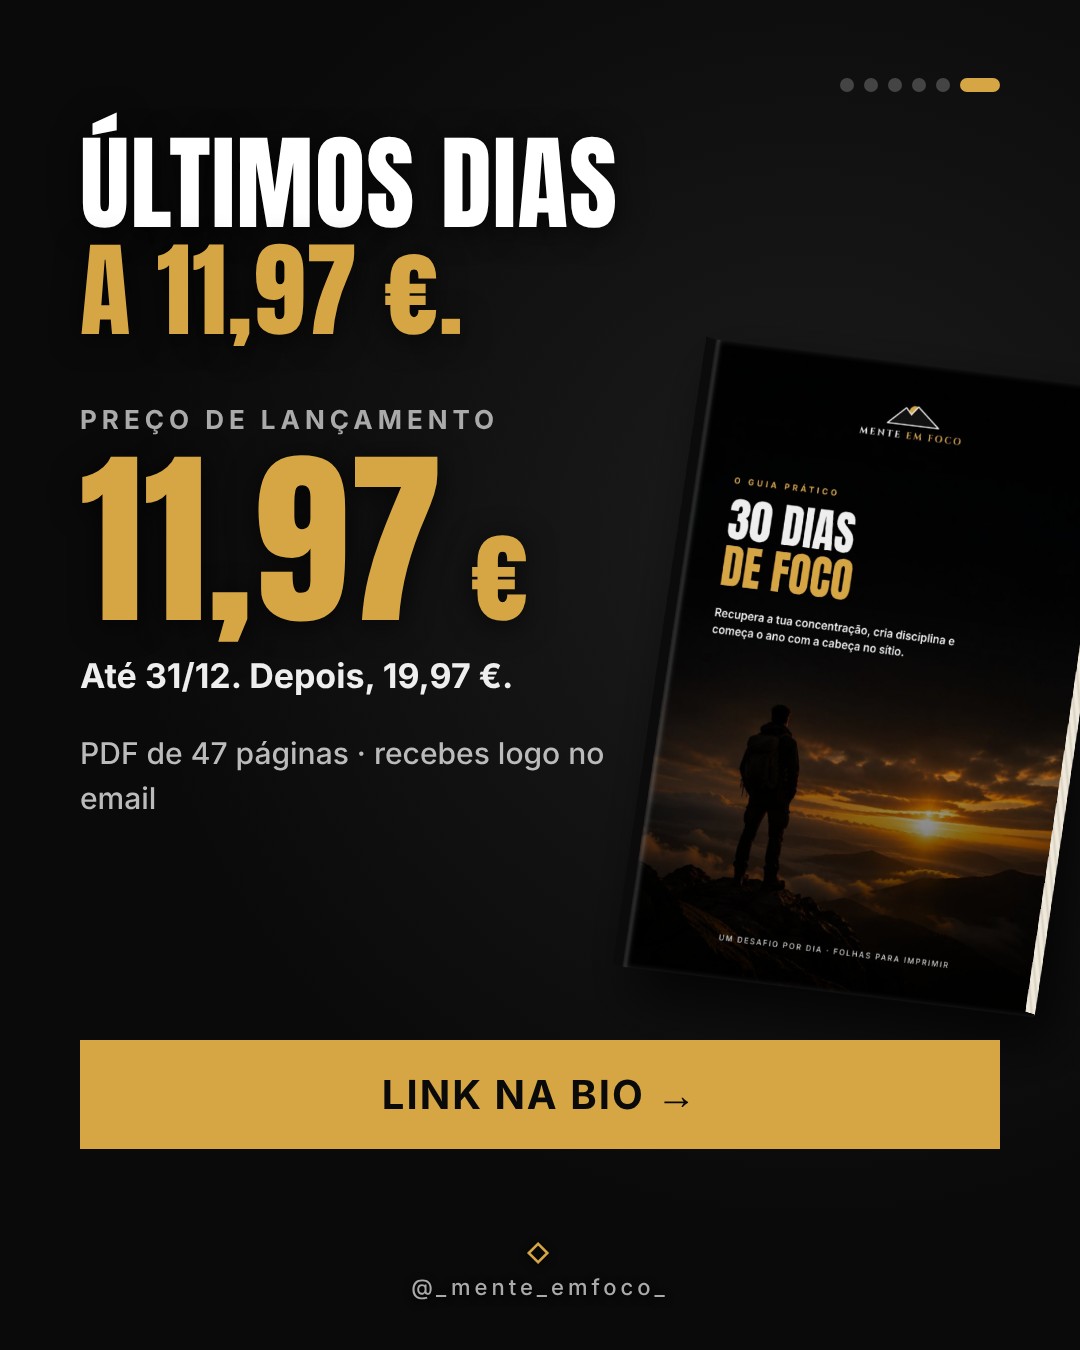 ÚLTIMOS DIAS
A 11,97 €.
PREÇO DE LANÇAMENTO
11,97 €
Até 31/12. Depois, 19,97 €.
PDF de 47 páginas · recebes logo no
email
MENTE EM FOCO
O GUIA PRÁTICO
30 DIAS
DE FOCO
Recupera a tua concentração, cria disciplina e
começa o ano com a cabeça no sítio.
UM DESAFIO POR DIA · FOLHAS PARA IMPRIMIR
LINK NA BIO →
@_mente_emfoco_